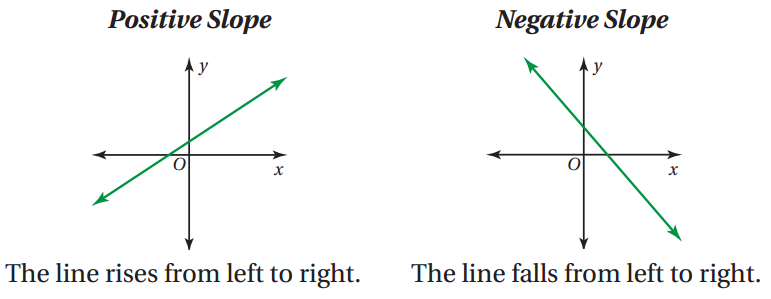 Positive Slope
Negative Slope
y
y
O
x
O
x
The line rises from left to right.
The line falls from left to right.